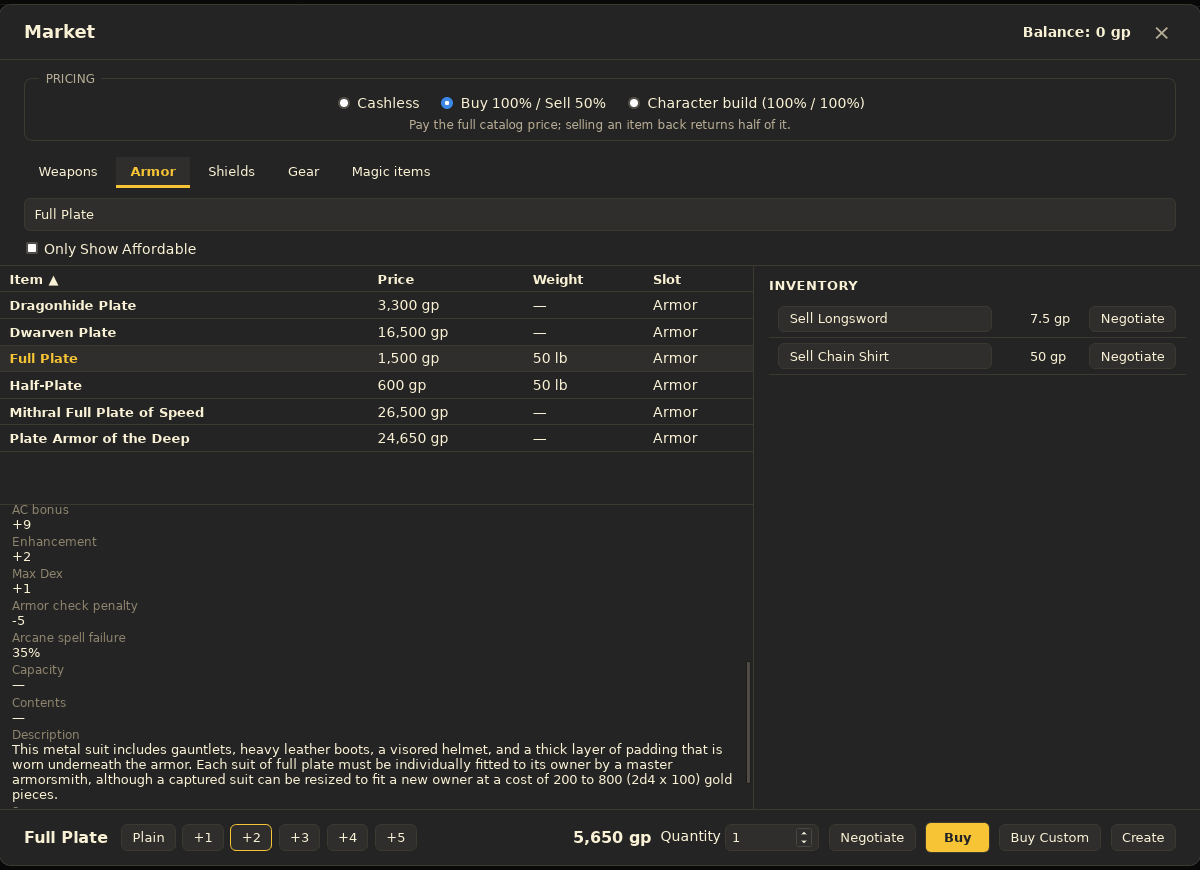 Market
Balance: 0 gp
PRICING
Cashless
Buy 100% / Sell 50%
Character build (100% / 100%)
Pay the full catalog price; selling an item back returns half of it.
Weapons
Armor
Shields
Gear
Magic items
Full Plate
Only Show Affordable
Item ▲ Price Weight Slot
Dragonhide Plate 3,300 gp — Armor
Dwarven Plate 16,500 gp — Armor
Full Plate 1,500 gp 50 lb Armor
Half-Plate 600 gp 50 lb Armor
Mithral Full Plate of Speed 26,500 gp — Armor
Plate Armor of the Deep 24,650 gp — Armor
INVENTORY
Sell Longsword 7.5 gp Negotiate
Sell Chain Shirt 50 gp Negotiate
AC bonus
+9
Enhancement
+2
Max Dex
+1
Armor check penalty
-5
Arcane spell failure
35%
Capacity
—
Contents
—
Description
This metal suit includes gauntlets, heavy leather boots, a visored helmet, and a thick layer of padding that is
worn underneath the armor. Each suit of full plate must be individually fitted to its owner by a master
armorsmith, although a captured suit can be resized to fit a new owner at a cost of 200 to 800 (2d4 x 100) gold
pieces.
Full Plate Plain +1 +2 +3 +4 +5 5,650 gp Quantity 1 Negotiate Buy Buy Custom Create